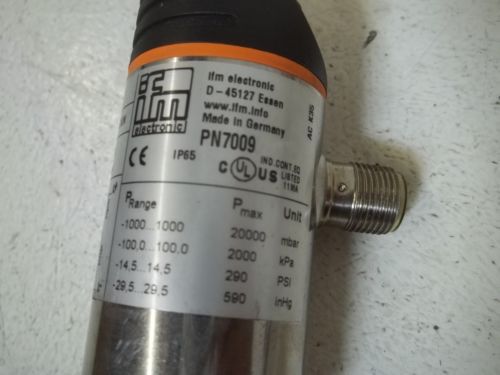 ifm
electronic
ifm electronic
D-45127 Essen
www.ifm.info
Made in Germany
PN7009
AC K35
CE IP65
C UL US
IND.CONT.EQ
LISTED
11MA
PRange Pmax Unit
-1000...1000 20000 mbar
-100,0...100.0 2000 kPa
-14,5...14,5 290 PSI
-29,5...29,5 590 inHg